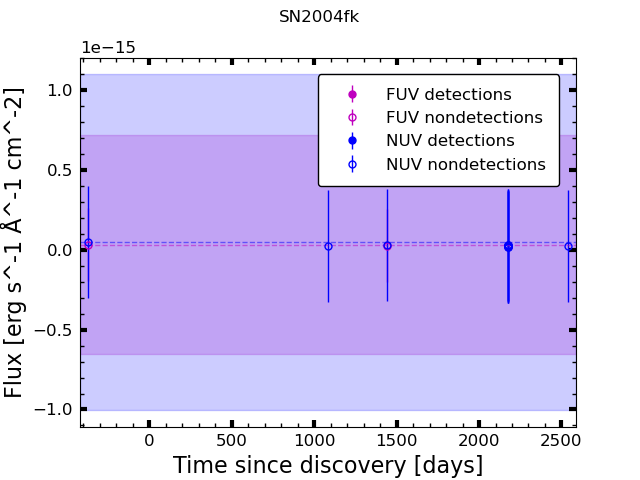 SN2004fk
1e−15
Flux [erg s^-1 Å^-1 cm^-2]
1.0
0.5
0.0
−0.5
−1.0
FUV detections
FUV nondetections
NUV detections
NUV nondetections
0 500 1000 1500 2000 2500
Time since discovery [days]